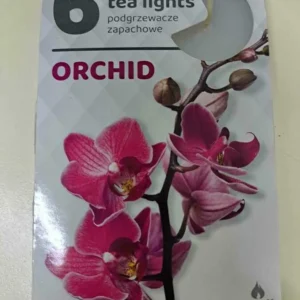 6 tea lights
podgrzewacze
zapachowe
ORCHID